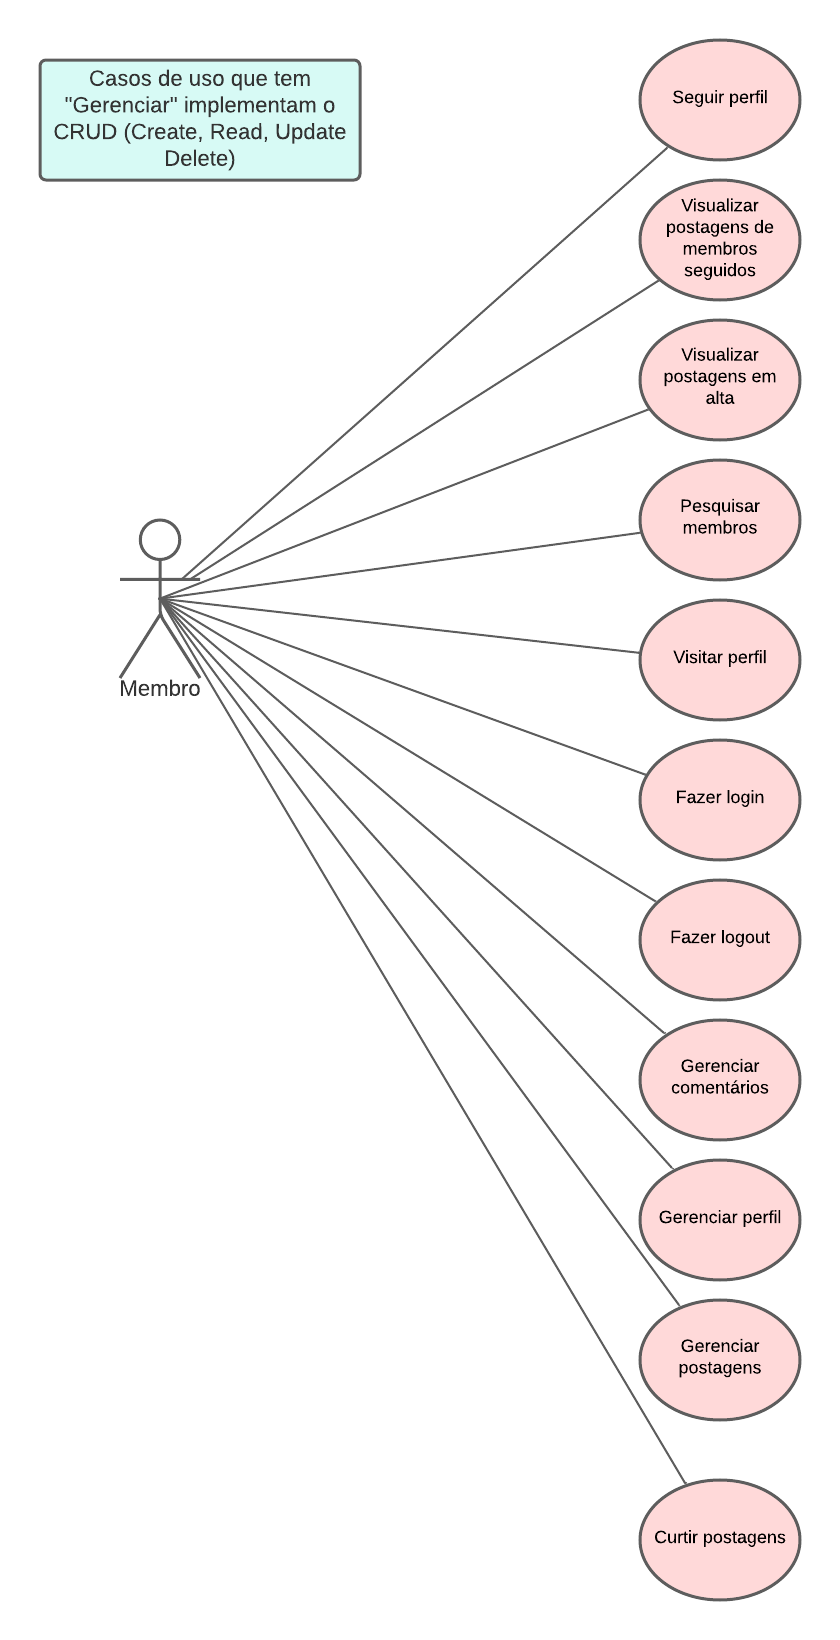 Casos de uso que tem
"Gerenciar" implementam o
CRUD (Create, Read, Update
Delete)
Seguir perfil
Visualizar
postagens de
membros
seguidos
Visualizar
postagens em
alta
Pesquisar
membros
Membro
Visitar perfil
Fazer login
Fazer logout
Gerenciar
comentários
Gerenciar perfil
Gerenciar
postagens
Curtir postagens